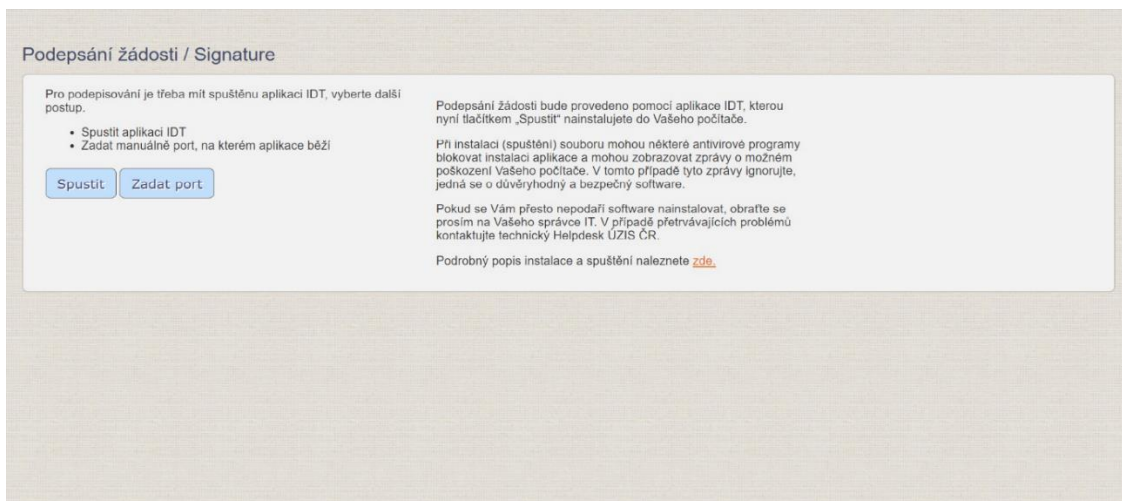 Podepsání žádosti / Signature
Pro podepisování je třeba mít spuštěnu aplikaci IDT, vyberte další
postup.
• Spustit aplikaci IDT
• Zadat manuálně port, na kterém aplikace běží
Spustit
Zadat port
Podepsání žádosti bude provedeno pomocí aplikace IDT, kterou
nyní tlačítkem „Spustit“ nainstalujete do Vašeho počítače.
Při instalaci (spuštění) souboru mohou některé antivirové programy
blokovat instalaci aplikace a mohou zobrazovat zprávy o možném
poškození Vašeho počítače. V tomto případě tyto zprávy ignorujte,
jedná se o důvěryhodný a bezpečný software.
Pokud se Vám přesto nepodaří software nainstalovat, obraťte se
prosím na Vašeho správce IT. V případě přetrvávajících problémů
kontaktujte technický Helpdesk ÚZIS ČR.
Podrobný popis instalace a spuštění naleznete zde.